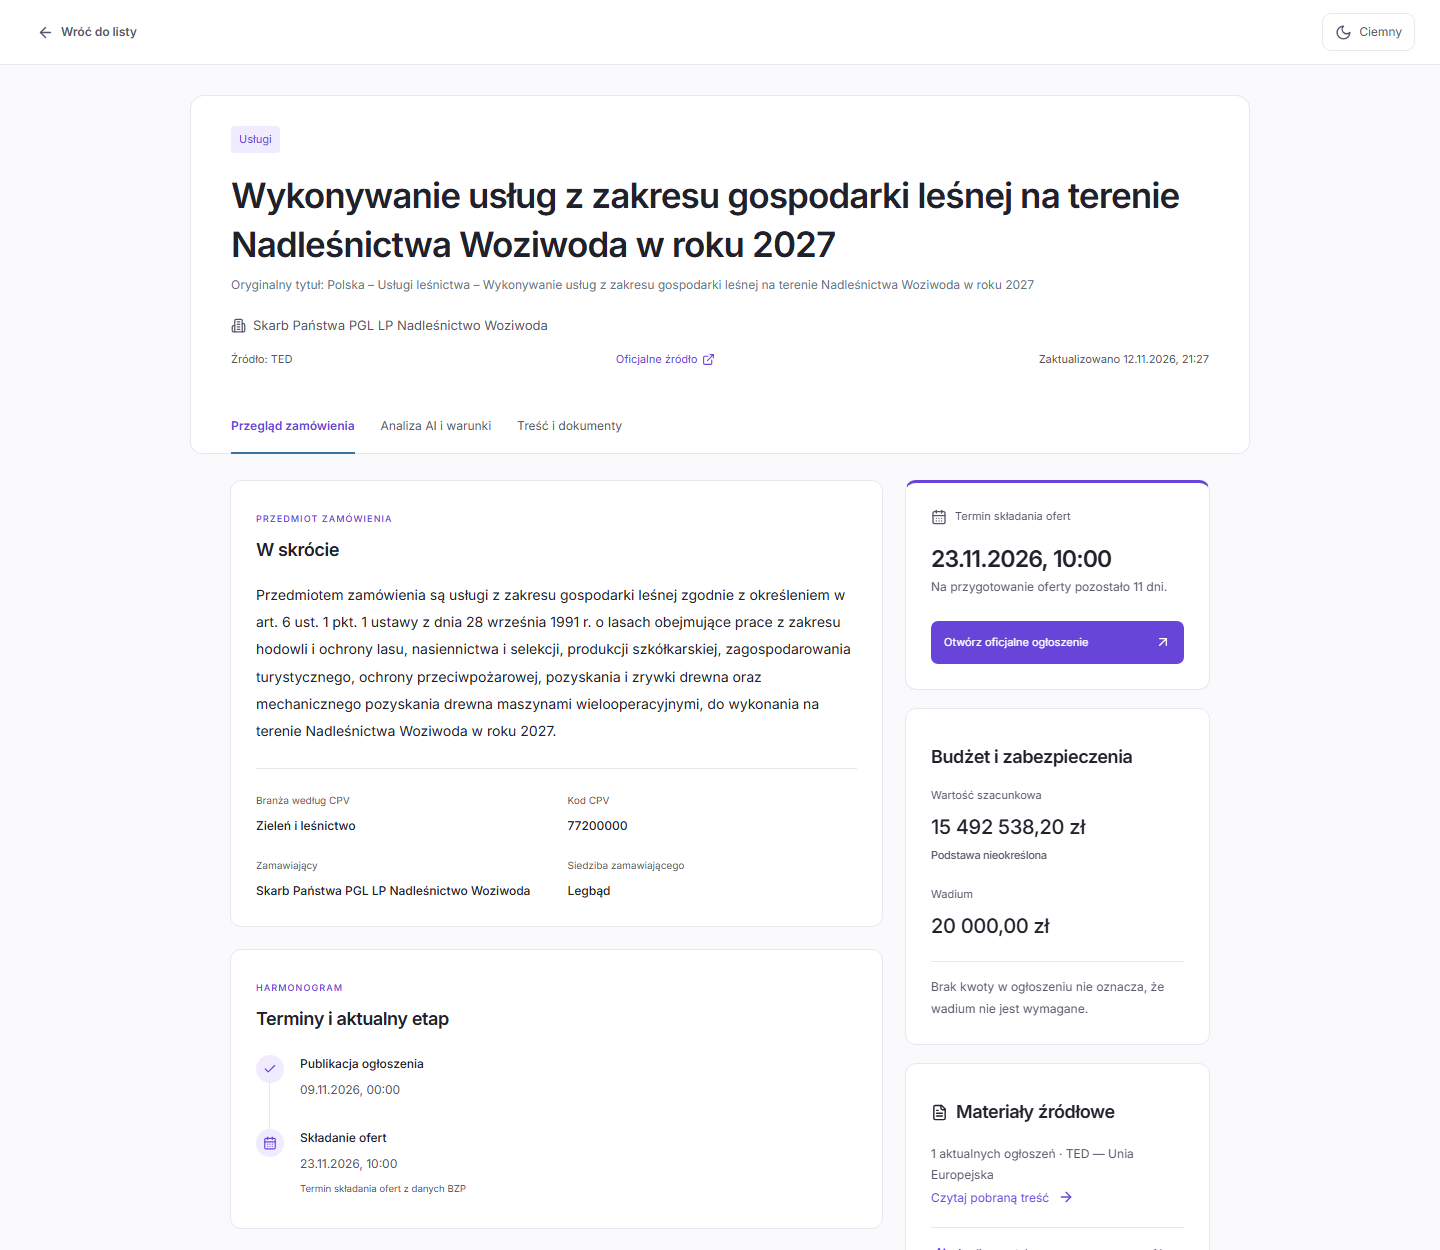 Wróć do listy
Ciemny
Usługi
Wykonywanie usług z zakresu gospodarki leśnej na terenie
Nadleśnictwa Woziwoda w roku 2027
Oryginalny tytuł: Polska – Usługi leśnictwa – Wykonywanie usług z zakresu gospodarki leśnej na terenie Nadleśnictwa Woziwoda w roku 2027
Skarb Państwa PGL LP Nadleśnictwo Woziwoda
Źródło: TED
Oficjalne źródło
Zaktualizowano 12.11.2026, 21:27
Przegląd zamówienia
Analiza AI i warunki
Treść i dokumenty
PRZEDMIOT ZAMÓWIENIA
W skrócie
Przedmiotem zamówienia są usługi z zakresu gospodarki leśnej zgodnie z określeniem w
art. 6 ust. 1 pkt. 1 ustawy z dnia 28 września 1991 r. o lasach obejmujące prace z zakresu
hodowli i ochrony lasu, nasiennictwa i selekcji, produkcji szkółkarskiej, zagospodarowania
turystycznego, ochrony przeciwpożarowej, pozyskania i zrywki drewna oraz
mechanicznego pozyskania drewna maszynami wielooperacyjnymi, do wykonania na
terenie Nadleśnictwa Woziwoda w roku 2027.
Branża według CPV
Zieleń i leśnictwo
Kod CPV
77200000
Zamawiający
Skarb Państwa PGL LP Nadleśnictwo Woziwoda
Siedziba zamawiającego
Legbąd
HARMONOGRAM
Terminy i aktualny etap
Publikacja ogłoszenia
09.11.2026, 00:00
Składanie ofert
23.11.2026, 10:00
Termin składania ofert z danych BZP
Termin składania ofert
23.11.2026, 10:00
Na przygotowanie oferty pozostało 11 dni.
Otwórz oficjalne ogłoszenie
Budżet i zabezpieczenia
Wartość szacunkowa
15 492 538,20 zł
Podstawa nieokreślona
Wadium
20 000,00 zł
Brak kwoty w ogłoszeniu nie oznacza, że
wadium nie jest wymagane.
Materiały źródłowe
1 aktualnych ogłoszeń · TED — Unia
Europejska
Czytaj pobraną treść